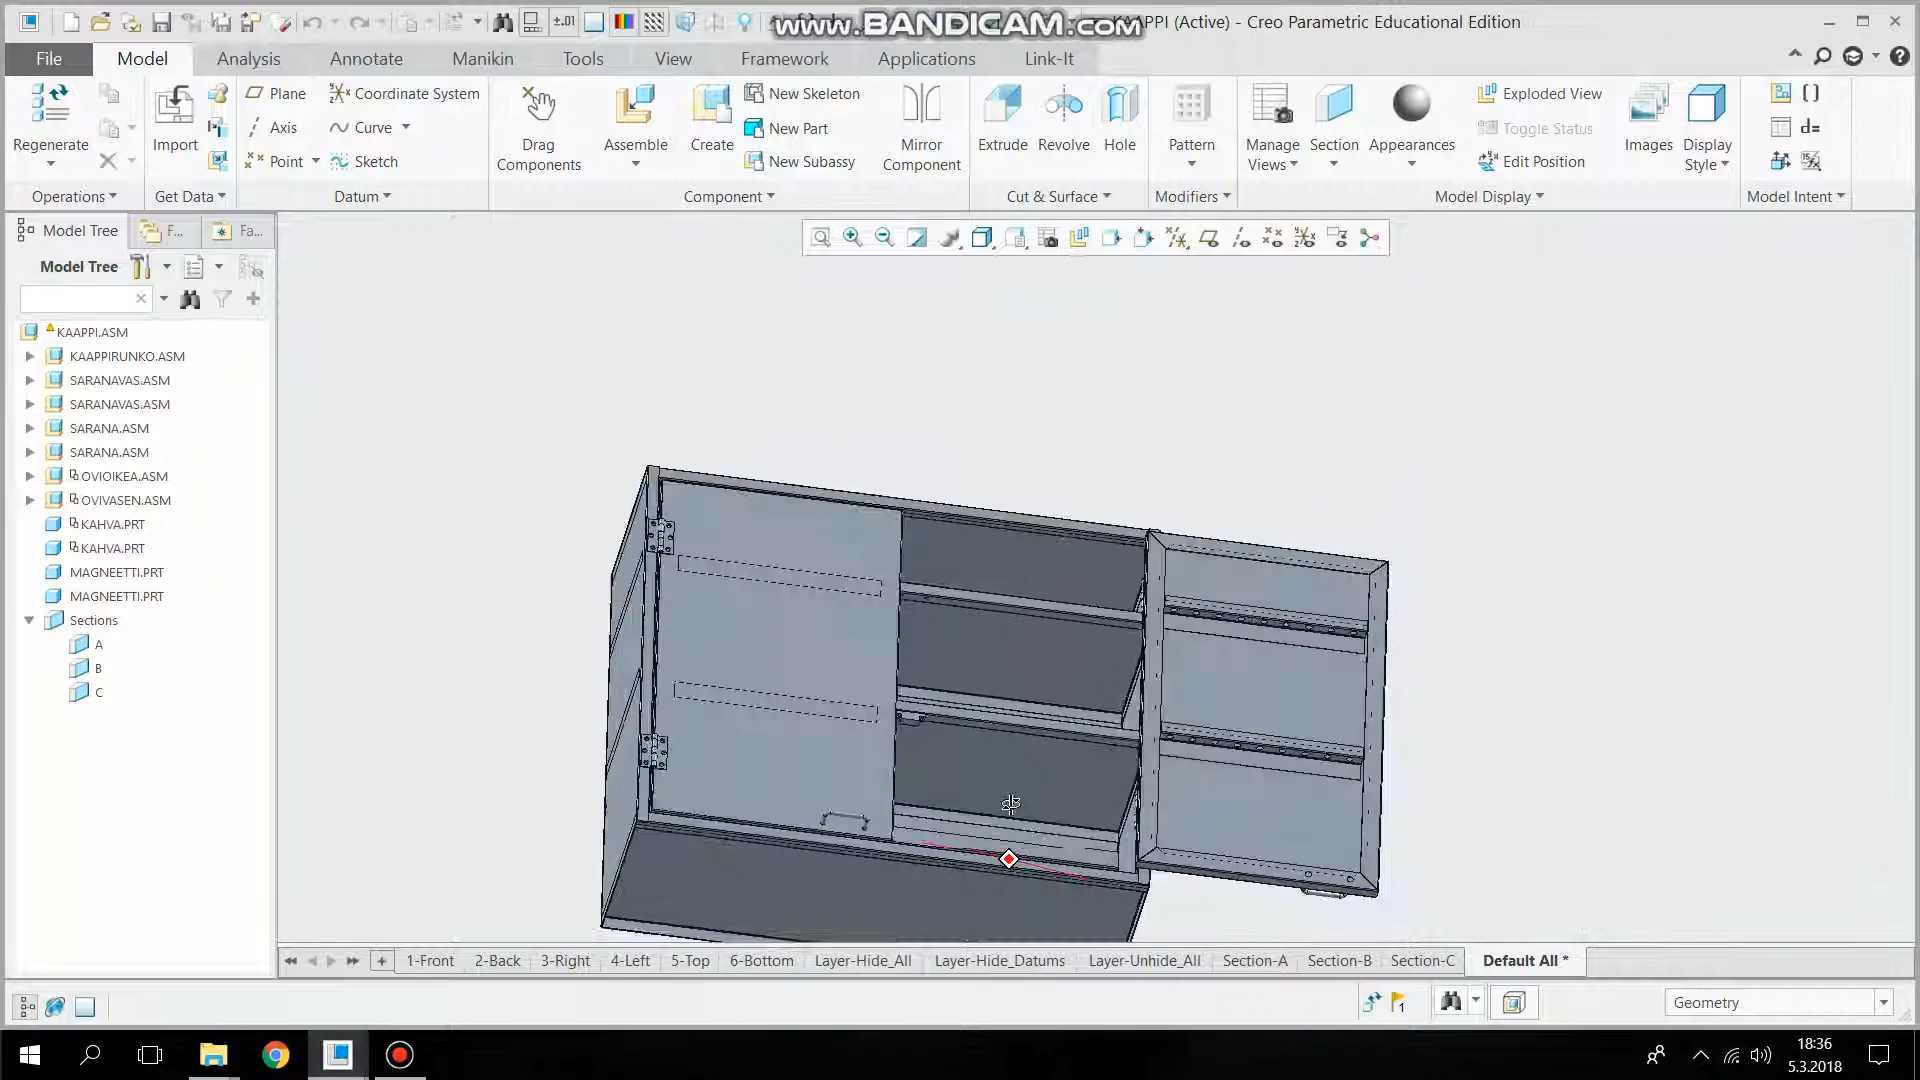 www.BANDICAM.com
KAAPPI (Active) - Creo Parametric Educational Edition
File
Model
Analysis
Annotate
Manikin
Tools
View
Framework
Applications
Link-It
Regenerate
Import
Plane
Axis
Point
Coordinate System
Curve
Sketch
Drag
Components
Assemble
Create
New Skeleton
New Part
New Subassy
Mirror
Component
Extrude
Revolve
Hole
Pattern
Manage
Views
Section
Appearances
Exploded View
Toggle Status
Edit Position
Images
Display
Style
d=
Operations
Get Data
Datum
Component
Cut & Surface
Modifiers
Model Display
Model Intent
Model Tree
F...
Fa...
Model Tree
KAAPPI.ASM
KAAPPIRUNKO.ASM
SARANAVAS.ASM
SARANAVAS.ASM
SARANA.ASM
SARANA.ASM
OVIOIKEA.ASM
OVIVASEN.ASM
KAHVA.PRT
KAHVA.PRT
MAGNEETTI.PRT
MAGNEETTI.PRT
Sections
A
B
C
1-Front
2-Back
3-Right
4-Left
5-Top
6-Bottom
Layer-Hide_All
Layer-Hide_Datums
Layer-Unhide_All
Section-A
Section-B
Section-C
Default All *
1
Geometry
18:36
5.3.2018